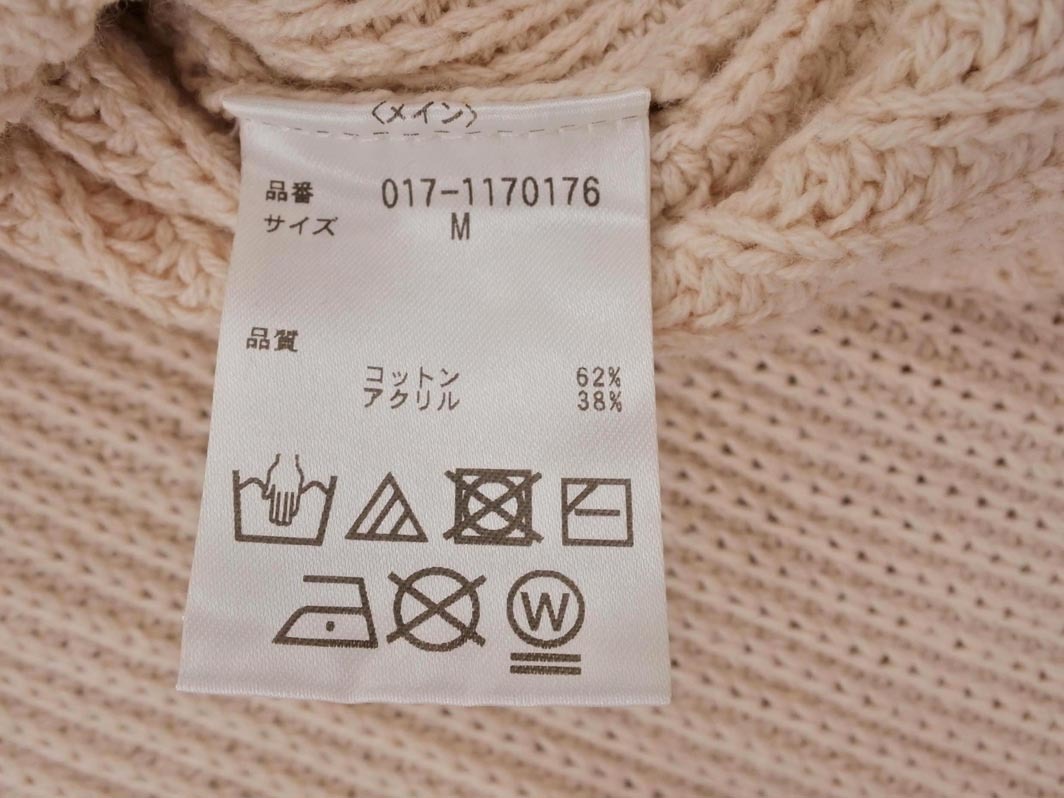 〈メイン〉
品番 017-1170176
サイズ M
品質
コットン 62%
アクリル 38%
W